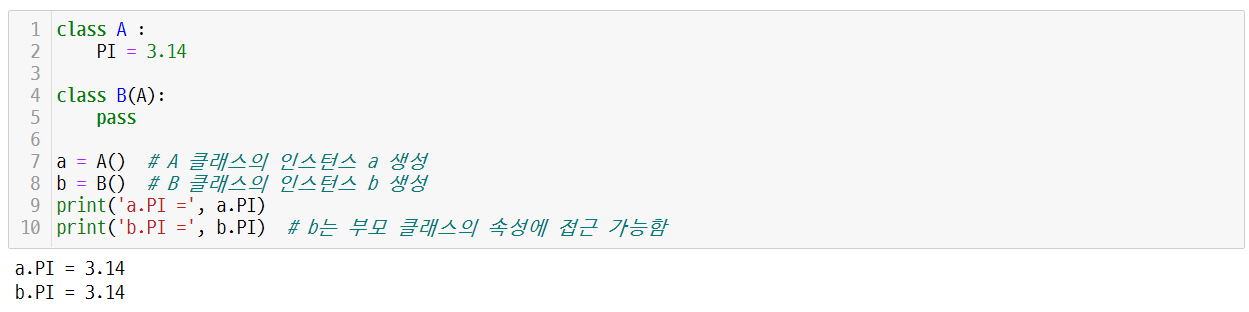 1 class A :
2     PI = 3.14
3
4 class B(A):
5     pass
6
7 a = A()  # A 클래스의 인스턴스 a 생성
8 b = B()  # B 클래스의 인스턴스 b 생성
9 print('a.PI =', a.PI)
10 print('b.PI =', b.PI)  # b는 부모 클래스의 속성에 접근 가능함
a.PI = 3.14
b.PI = 3.14